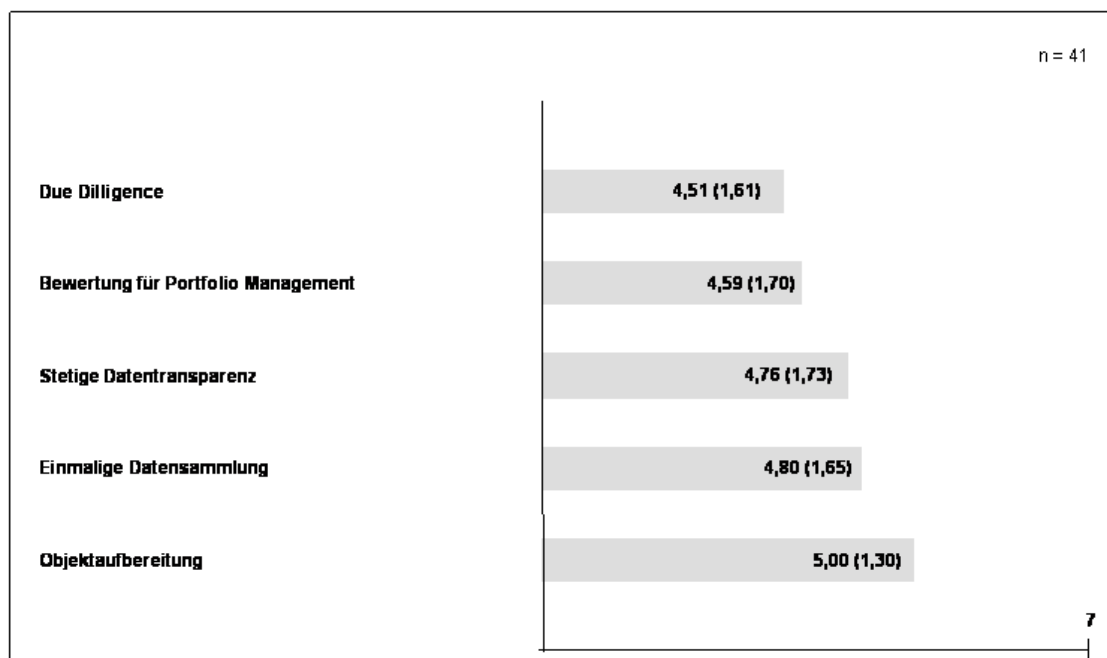 n = 41
Due Dilligence
4,51 (1,61)
Bewertung für Portfolio Management
4,59 (1,70)
Stetige Datentransparenz
4,76 (1,73)
Einmalige Datensammlung
4,80 (1,65)
Objektaufbereitung
5,00 (1,30)
7